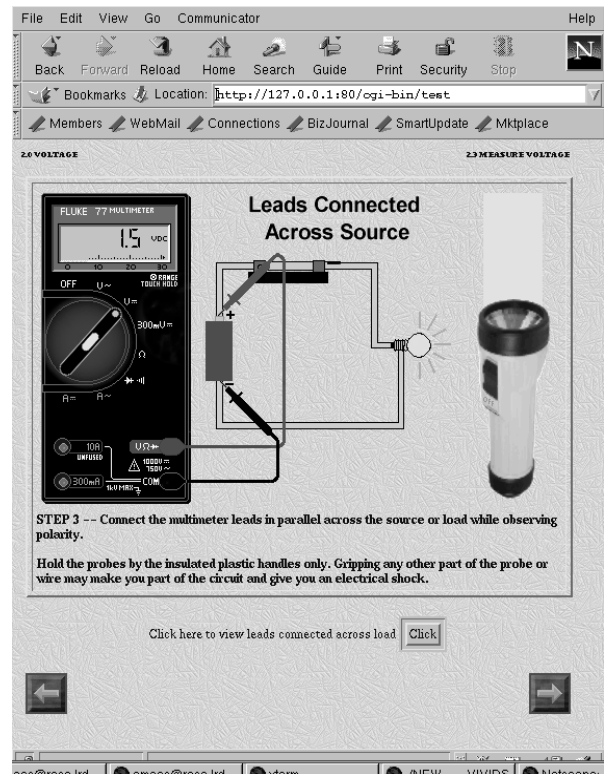 File Edit View Go Communicator Help
Back Forward Reload Home Search Guide Print Security Stop
N
Bookmarks Location: http://127.0.0.1:80/cgi-bin/test
Members WebMail Connections BizJournal SmartUpdate Mktplace
2.0 VOLTAGE 2.3 MEASURE VOLTAGE
Leads Connected
Across Source
FLUKE 77 MULTIMETER
1.5 VDC
0 10 20 30
RANGE
TOUCH HOLD
OFF V~
V=
300mV=
Ω
A= A~
10A
UNFUSED
VΩ
1000V=
750V~
300mA
1kV MAX
COM
+
−
STEP 3 -- Connect the multimeter leads in parallel across the source or load while observing
polarity.
Hold the probes by the insulated plastic handles only. Gripping any other part of the probe or
wire may make you part of the circuit and give you an electrical shock.
Click here to view leads connected across load Click
xterm VIVIDS